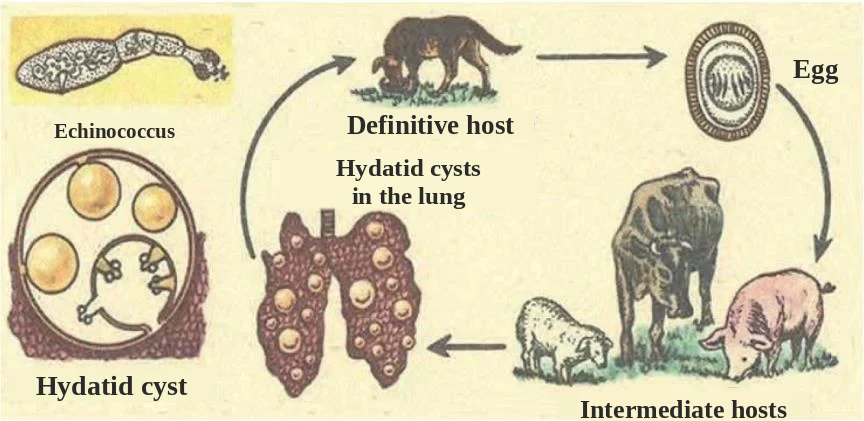 Echinococcus
Definitive host
Egg
Hydatid cysts
in the lung
Hydatid cyst
Intermediate hosts